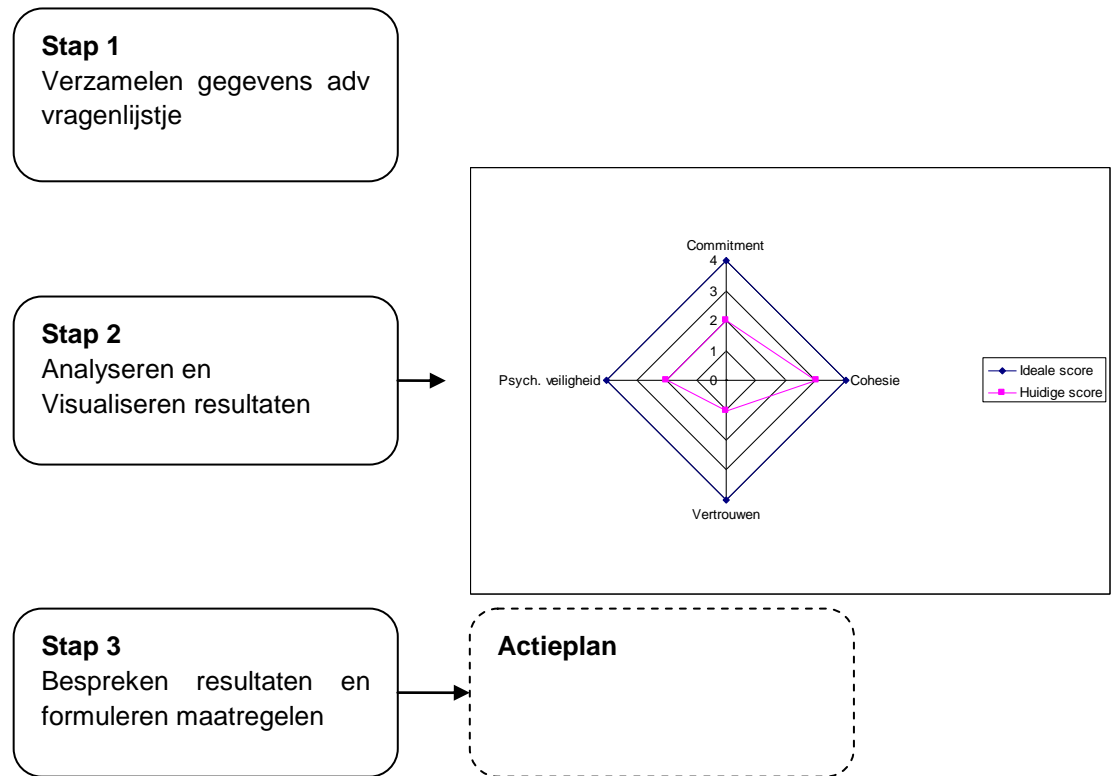 Stap 1
Verzamelen gegevens adv
vragenlijstje
Stap 2
Analyseren en
Visualiseren resultaten
Commitment
4
3
2
1
0
Psych. veiligheid
Cohesie
Vertrouwen
Ideale score
Huidige score
Stap 3
Bespreken resultaten en
formuleren maatregelen
Actieplan